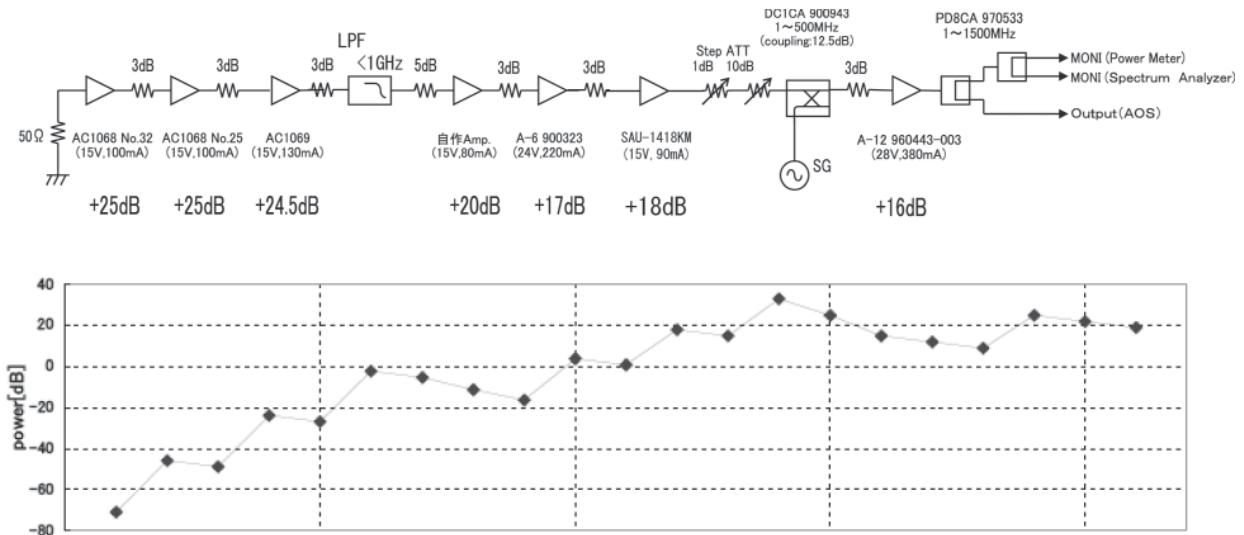 DC1CA 900943
1～500MHz
(coupling:12.5dB)
PD8CA 970533
1～1500MHz
LPF
<1GHz
Step ATT
3dB
3dB
3dB
5dB
3dB
3dB
1dB
10dB
3dB
MONI(Power Meter)
MONI(Spectrum Analyzer)
Output(AOS)
50Ω
AC1068 No.32
(15V,100mA)
AC1068 No.25
(15V,100mA)
AC1069
(15V,130mA)
自作Amp.
(15V,80mA)
A-6 900323
(24V,220mA)
SAU-1418KM
(15V, 90mA)
SG
A-12 960443-003
(28V,380mA)
+25dB
+25dB
+24.5dB
+20dB
+17dB
+18dB
+16dB
power[dB]
40
20
0
-20
-40
-60
-80